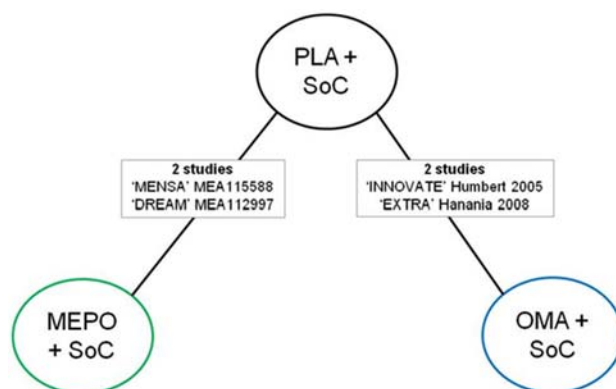 PLA +
SoC
2 studies
‘MENSA’ MEA115588
‘DREAM’ MEA112997
2 studies
‘INNOVATE’ Humbert 2005
‘EXTRA’ Hanania 2008
MEPO
+ SoC
OMA +
SoC